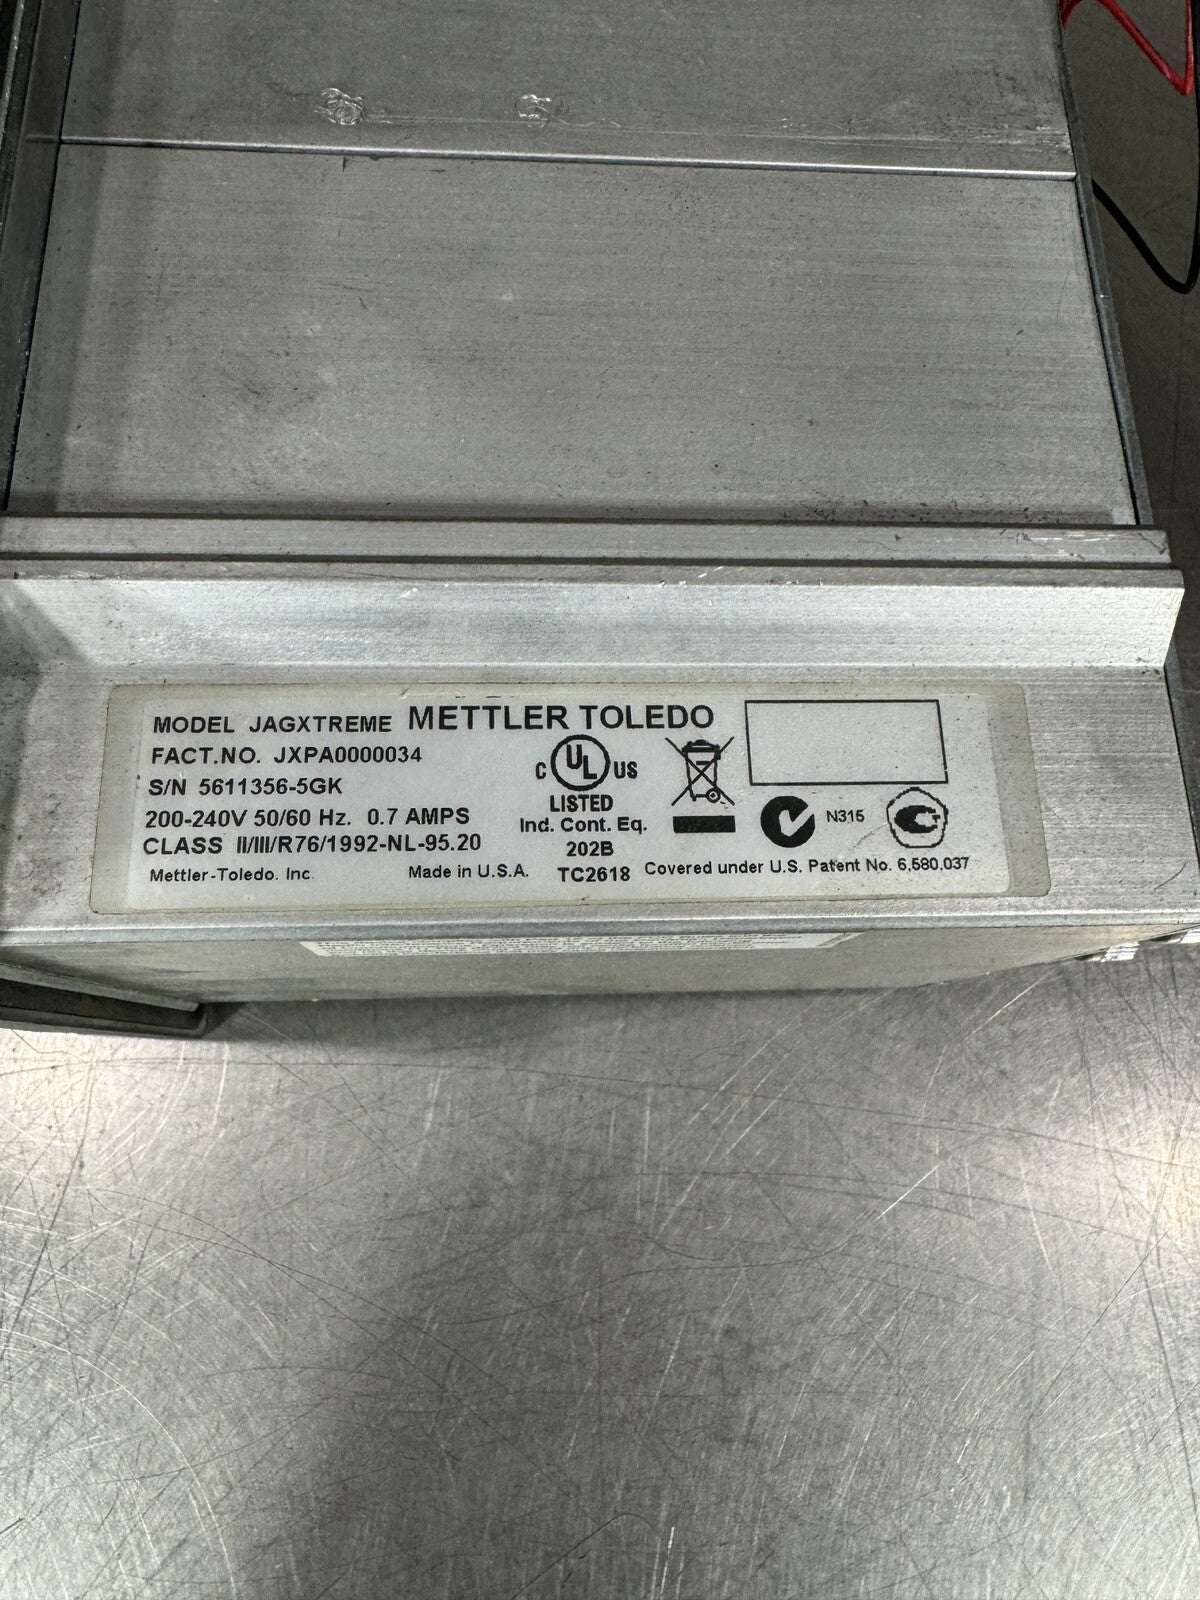 MODEL JAGXTREME METTLER TOLEDO
FACT.NO. JXPA0000034
S/N 5611356-5GK
200-240V 50/60 Hz. 0.7 AMPS
CLASS II/III/R76/1992-NL-95.20
Mettler-Toledo. Inc.
Made in U.S.A.
C UL US
LISTED
Ind. Cont. Eq.
202B
TC2618
N315
Covered under U.S. Patent No. 6,580,037